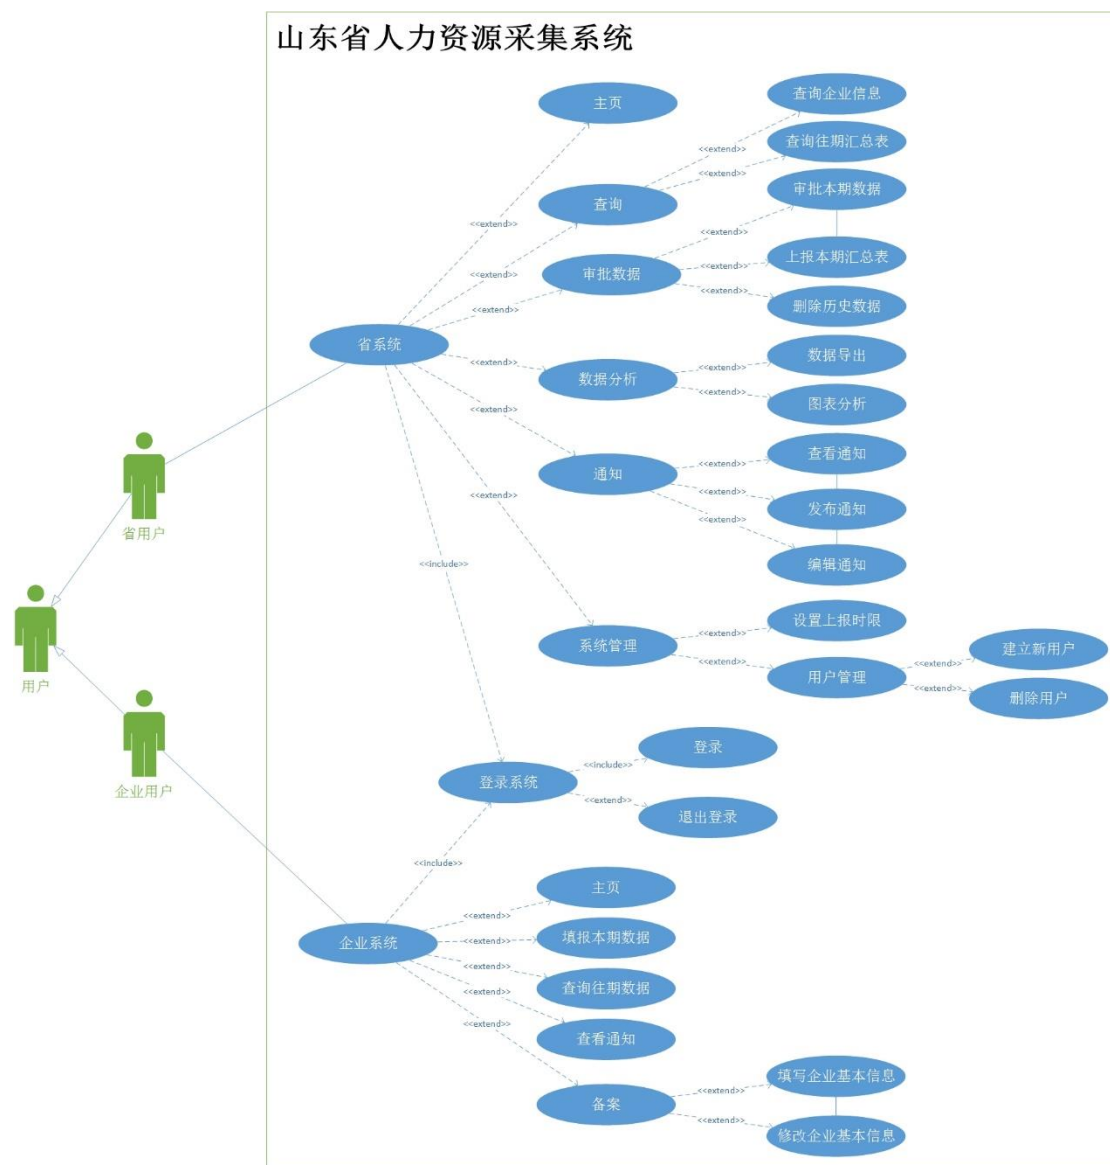 山东省人力资源采集系统
查询企业信息
主页
查询往期汇总表
<<extend>>
<<extend>>
审批本期数据
查询
<<extend>>
<<extend>>
上报本期汇总表
<<extend>>
审批数据
<<extend>>
<<extend>>
删除历史数据
<<extend>>
省系统
数据导出
<<extend>>
<<extend>>
数据分析
<<extend>>
图表分析
<<extend>>
查看通知
<<extend>>
通知
<<extend>>
<<extend>>
发布通知
<<extend>>
省用户
<<include>>
编辑通知
设置上报时限
<<extend>>
系统管理
建立新用户
<<extend>>
<<extend>>
用户管理
<<extend>>
删除用户
用户
登录
<<include>>
登录系统
企业用户
<<extend>>
退出登录
<<include>>
主页
<<extend>>
企业系统
<<extend>>
填报本期数据
<<extend>>
查询往期数据
<<extend>>
<<extend>>
查看通知
填写企业基本信息
<<extend>>
备案
<<extend>>
修改企业基本信息